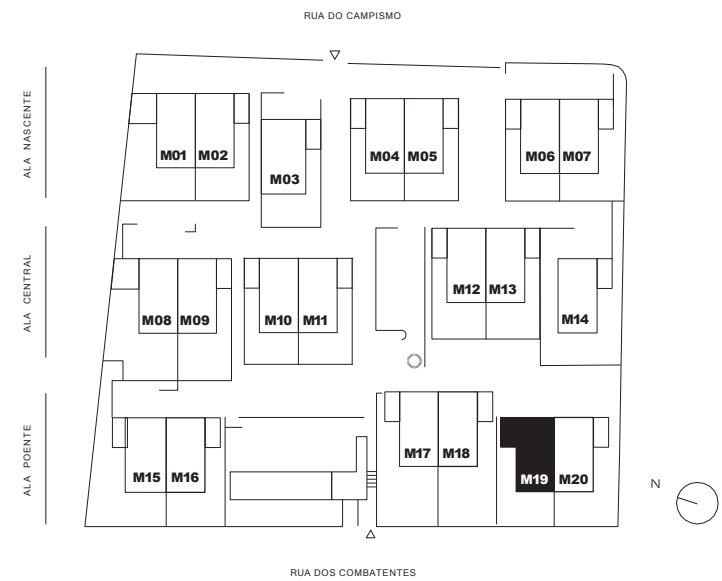 RUA DO CAMPISMO
ALA NASCENTE
M01 M02
M03
M04 M05
M06 M07
ALA CENTRAL
M08 M09
M10 M11
M12 M13
M14
ALA POENTE
M15 M16
M17 M18
M19 M20
N
RUA DOS COMBATENTES